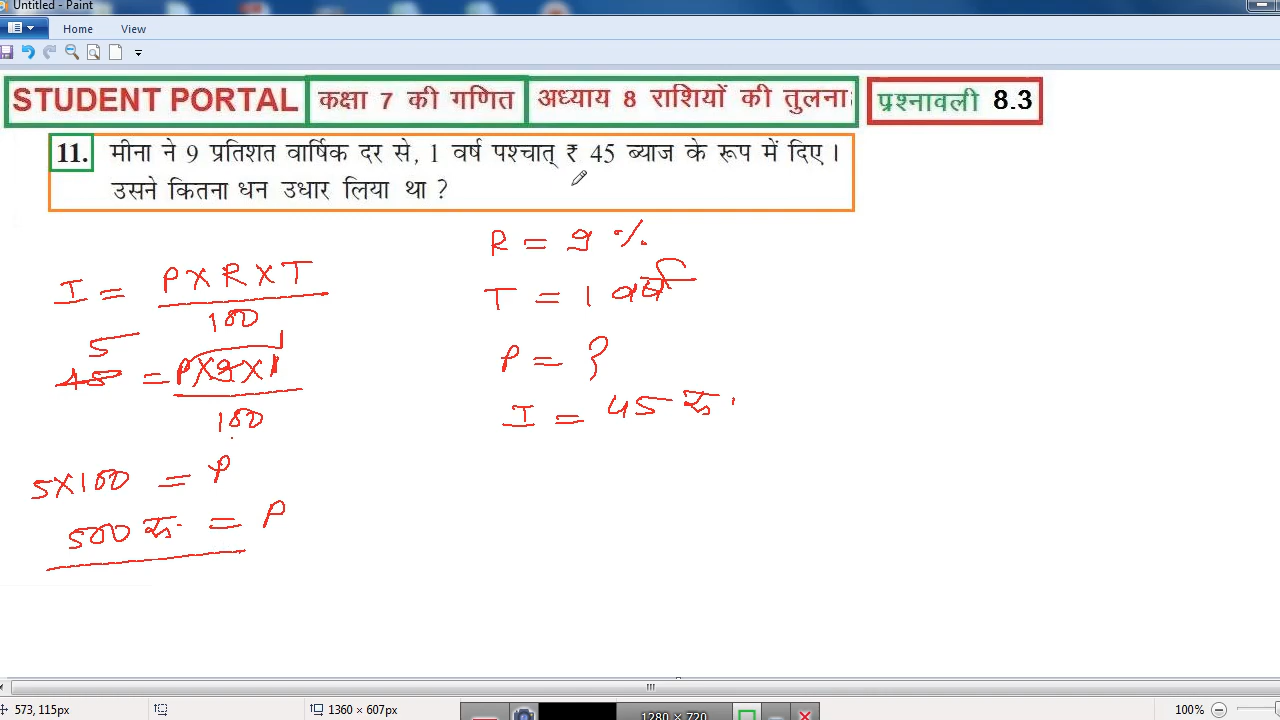 Untitled - Paint
Home View
STUDENT PORTAL कक्षा 7 की गणित अध्याय 8 राशियों की तुलना प्रश्नावली 8.3
11. मीना ने 9 प्रतिशत वार्षिक दर से, 1 वर्ष पश्चात् ₹ 45 ब्याज के रूप में दिए ।
उसने कितना धन उधार लिया था ?
R = 9 %
I = P X R X T
100
T = 1 वर्ष
5
45 = P X 9 X 1
100
P = ?
I = 45 रु.
5 X 100 = P
500 रु. = P
573, 115px 1360 × 607px 1280 × 720 100%